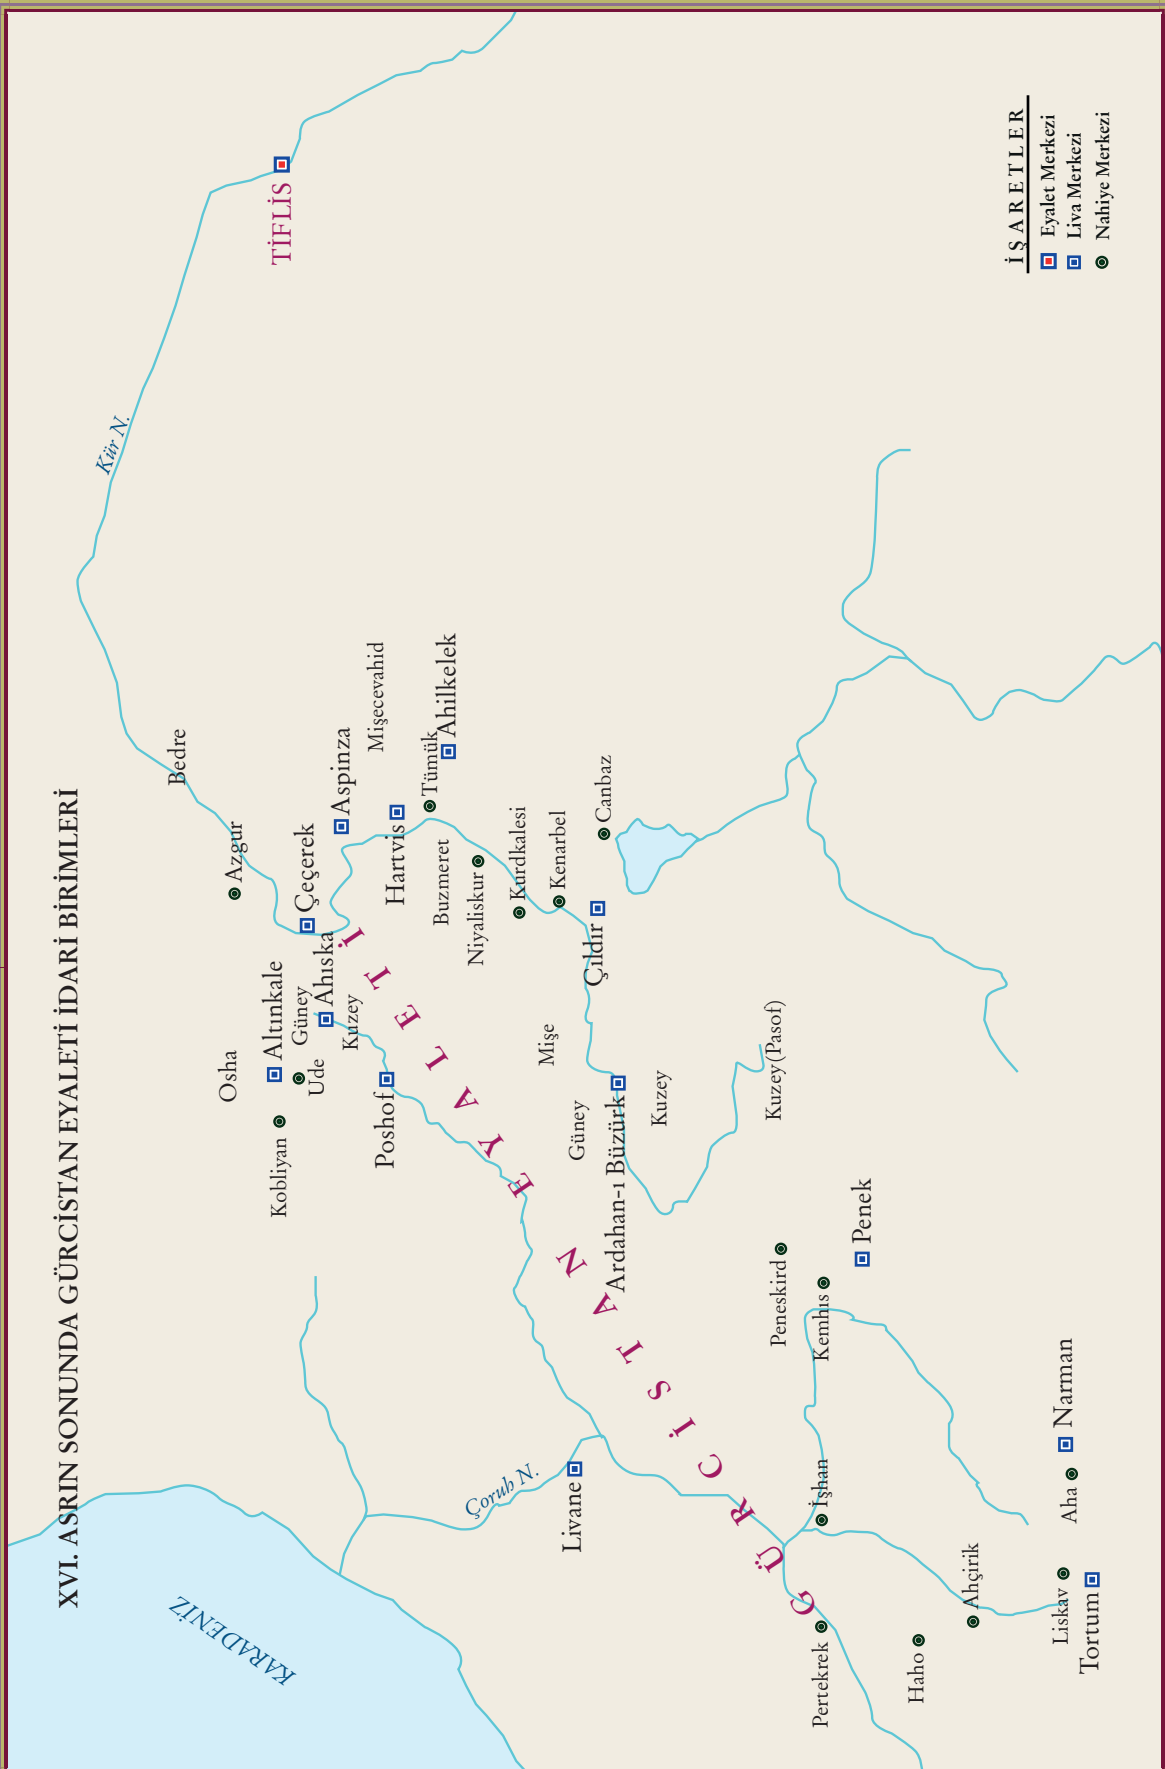 XVI. ASRIN SONUNDA GÜRCİSTAN EYALETİ İDARİ BİRİMLERİ
KARADENİZ
Kür N.
Bedre
Azgur
Osha
Kobliyan
Altınkale
Ude
Güney
Çeçerek
Ahıska
Kuzey
TİFLİS
Aspinza
Mişecevahid
Poshof
Hartvis
Tümük
Ahilkelek
Buzmeret
Niyaliskur
Kurdkalesi
Kenarbel
Canbaz
Çıldır
Mişe
Güney
Ardahan-ı Büzürk
Kuzey
Kuzey(Pasof)
Çoruh N.
Livane
GÜRCİSTAN EYALETİ
Peneskird
Kemhıs
Penek
İşhan
Pertekrek
Haho
Ahçirik
Liskav
Tortum
Aha
Narman
İŞARETLER
Eyalet Merkezi
Liva Merkezi
Nahiye Merkezi